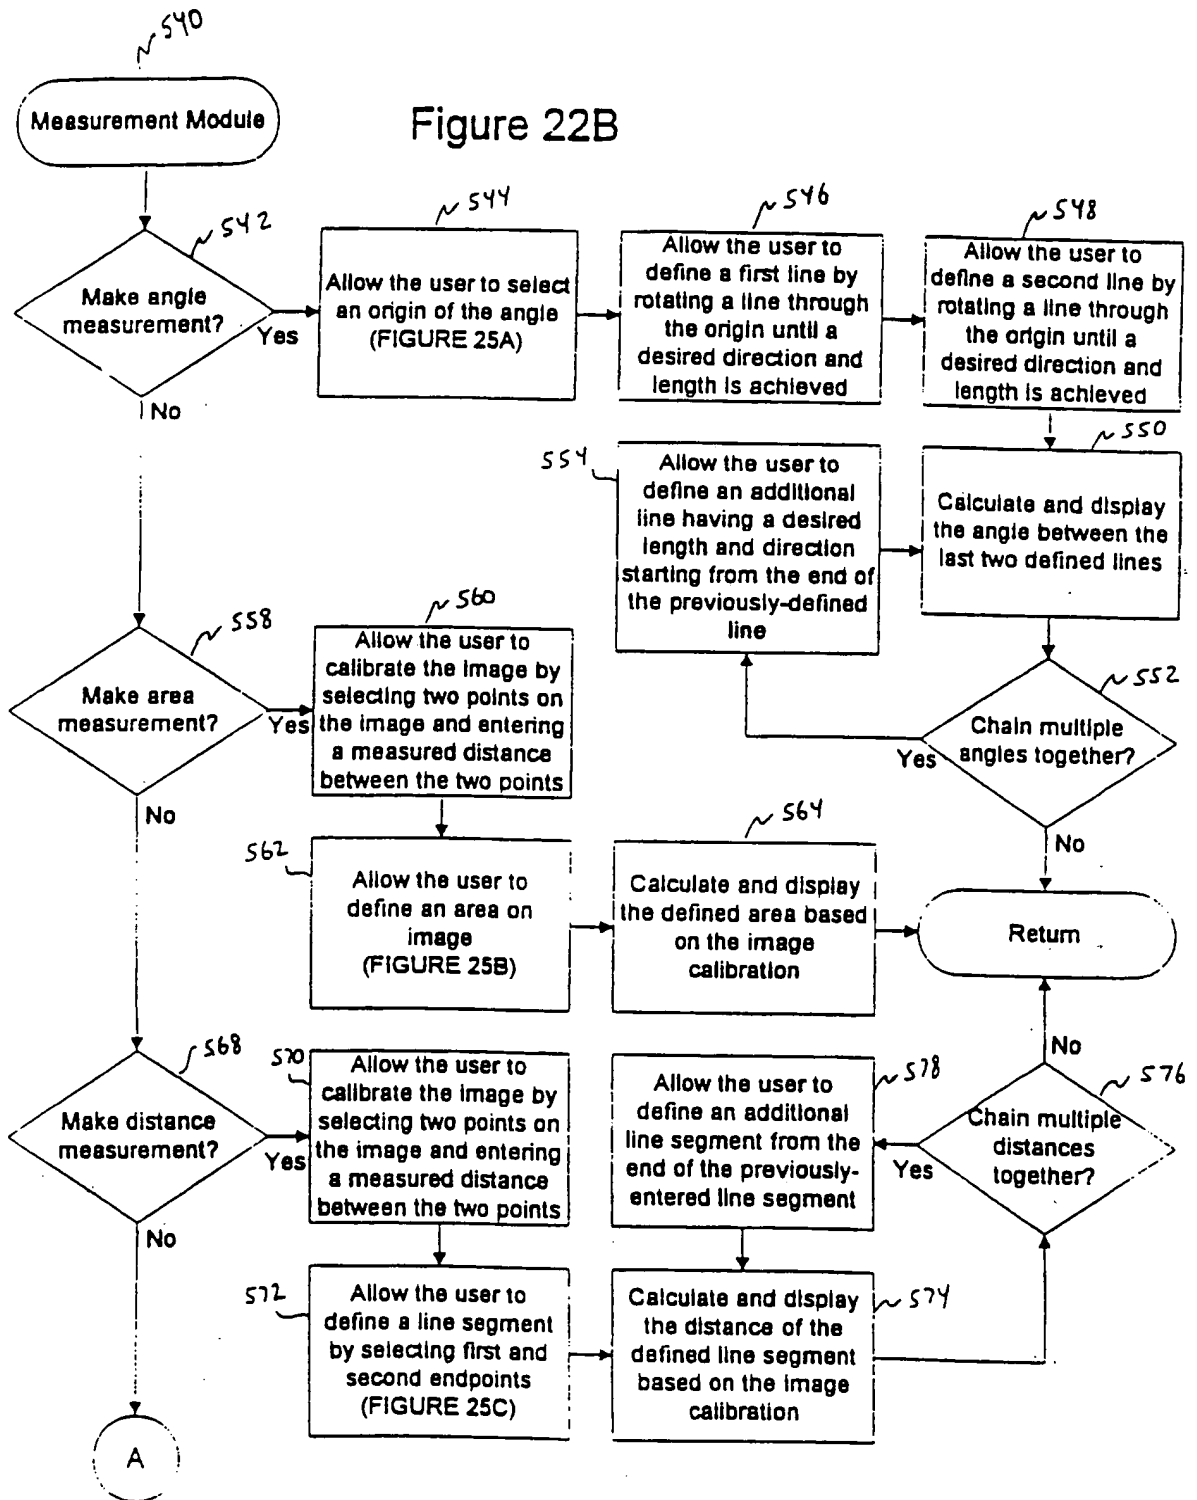 540
Measurement Module
Figure 22B
542
Make angle
measurement?
Yes
No
544
Allow the user to select
an origin of the angle
(FIGURE 25A)
546
Allow the user to
define a first line by
rotating a line through
the origin until a
desired direction and
length is achieved
548
Allow the user to
define a second line by
rotating a line through
the origin until a
desired direction and
length is achieved
550
Calculate and display
the angle between the
last two defined lines
554
Allow the user to
define an additional
line having a desired
length and direction
starting from the end of
the previously-defined
line
552
Chain multiple
angles together?
Yes
No
558
Make area
measurement?
Yes
No
560
Allow the user to
calibrate the image by
selecting two points on
the image and entering
a measured distance
between the two points
562
Allow the user to
define an area on
image
(FIGURE 25B)
564
Calculate and display
the defined area based
on the image
calibration
Return
568
Make distance
measurement?
Yes
No
570
Allow the user to
calibrate the image by
selecting two points on
the image and entering
a measured distance
between the two points
572
Allow the user to
define a line segment
by selecting first and
second endpoints
(FIGURE 25C)
574
Calculate and display
the distance of the
defined line segment
based on the image
calibration
576
Chain multiple
distances
together?
Yes
No
578
Allow the user to
define an additional
line segment from the
end of the previously-
entered line segment
A